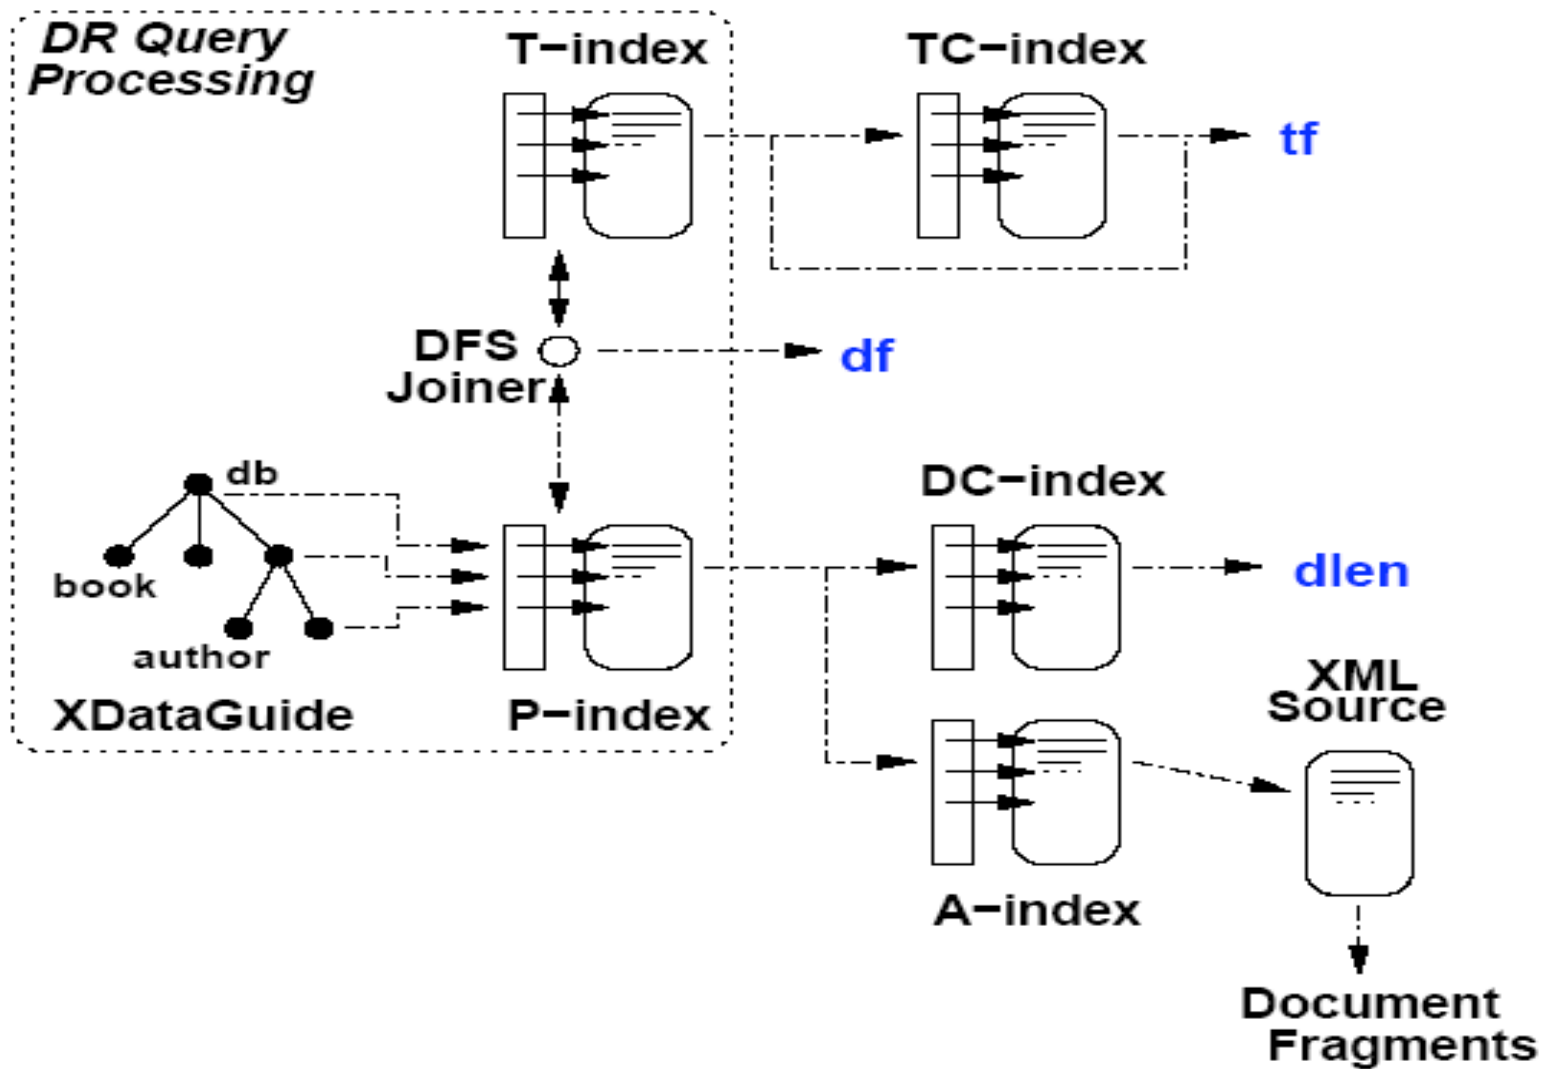 DR Query
Processing
T-index
TC-index
tf
DFS
Joiner
df
db
book
author
XDataGuide
P-index
DC-index
dlen
XML
Source
A-index
Document
Fragments